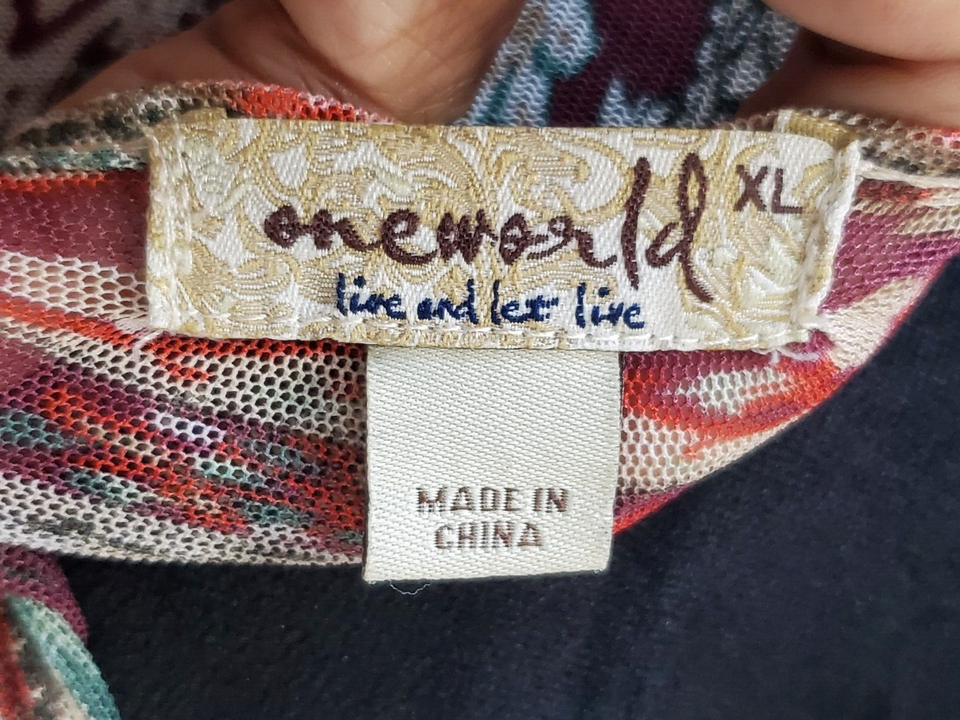 oneworld
XL
live and let live
MADE IN
CHINA